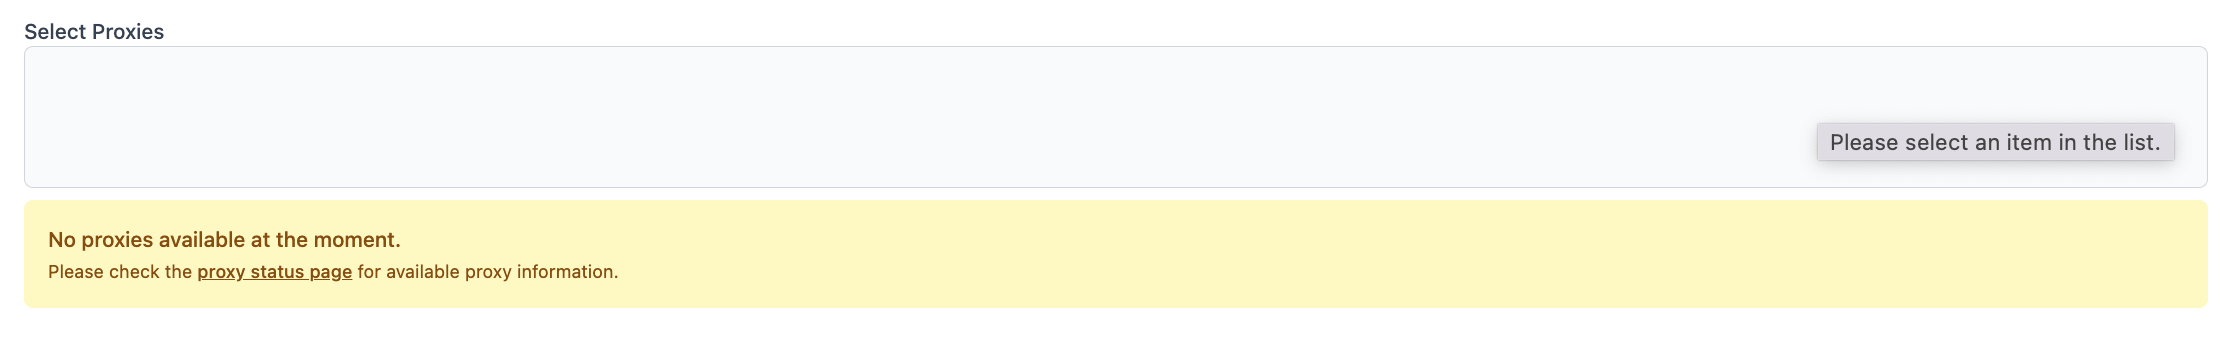 Select Proxies
Please select an item in the list.
No proxies available at the moment.
Please check the proxy status page for available proxy information.